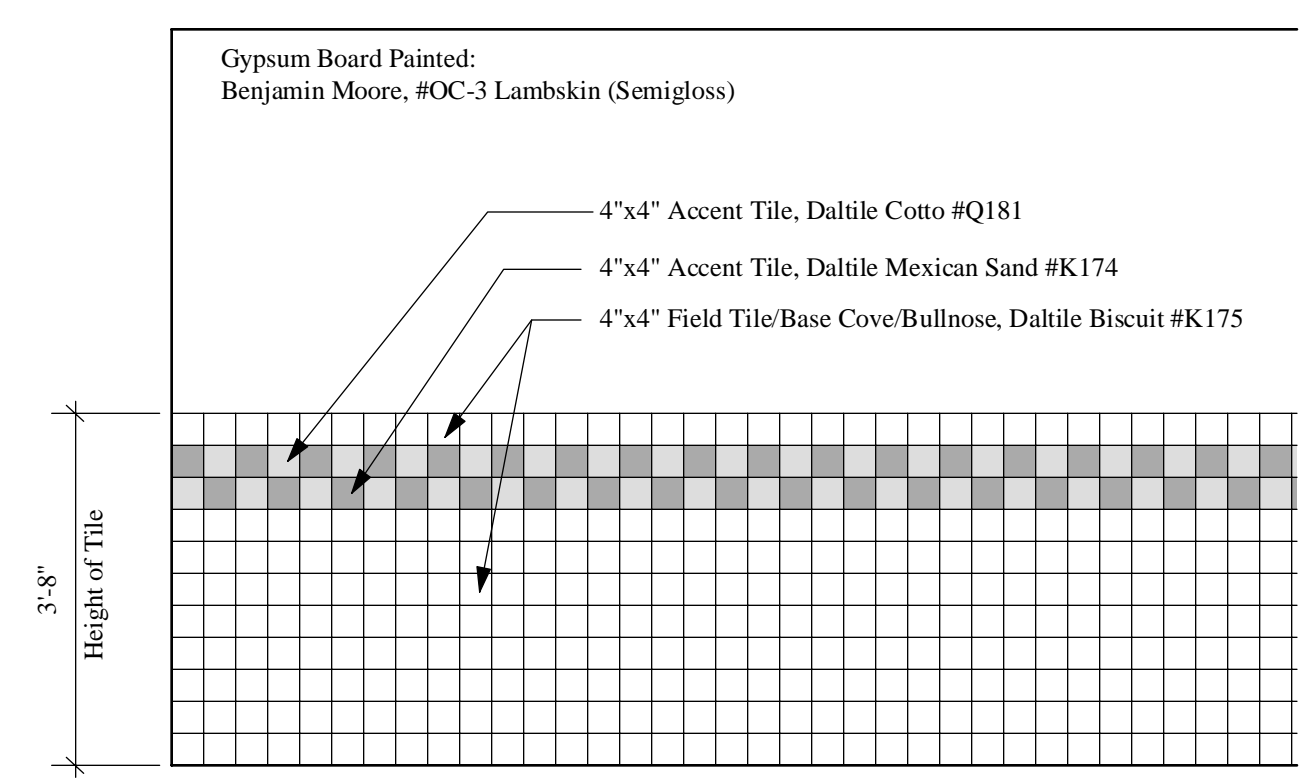 Gypsum Board Painted:
Benjamin Moore, #OC-3 Lambskin (Semigloss)
4"x4" Accent Tile, Daltile Cotto #Q181
4"x4" Accent Tile, Daltile Mexican Sand #K174
4"x4" Field Tile/Base Cove/Bullnose, Daltile Biscuit #K175
3'-8"
Height of Tile